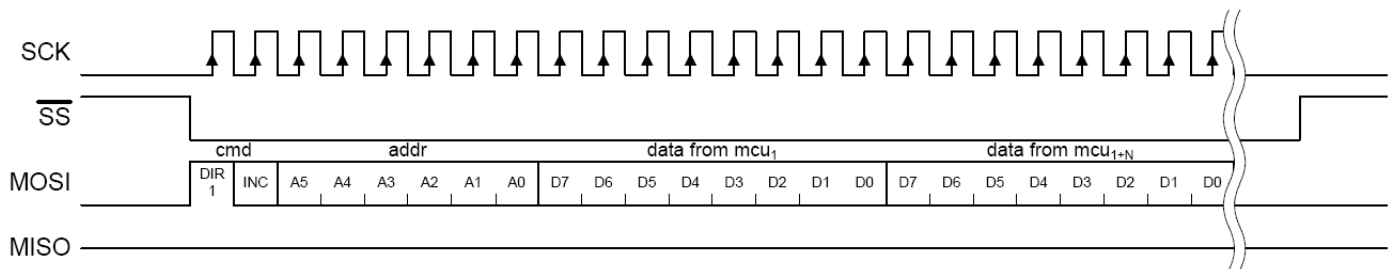 SCK
SS
cmd addr data from mcu1 data from mcu1+N
MOSI DIR 1 INC A5 A4 A3 A2 A1 A0 D7 D6 D5 D4 D3 D2 D1 D0 D7 D6 D5 D4 D3 D2 D1 D0
MISO